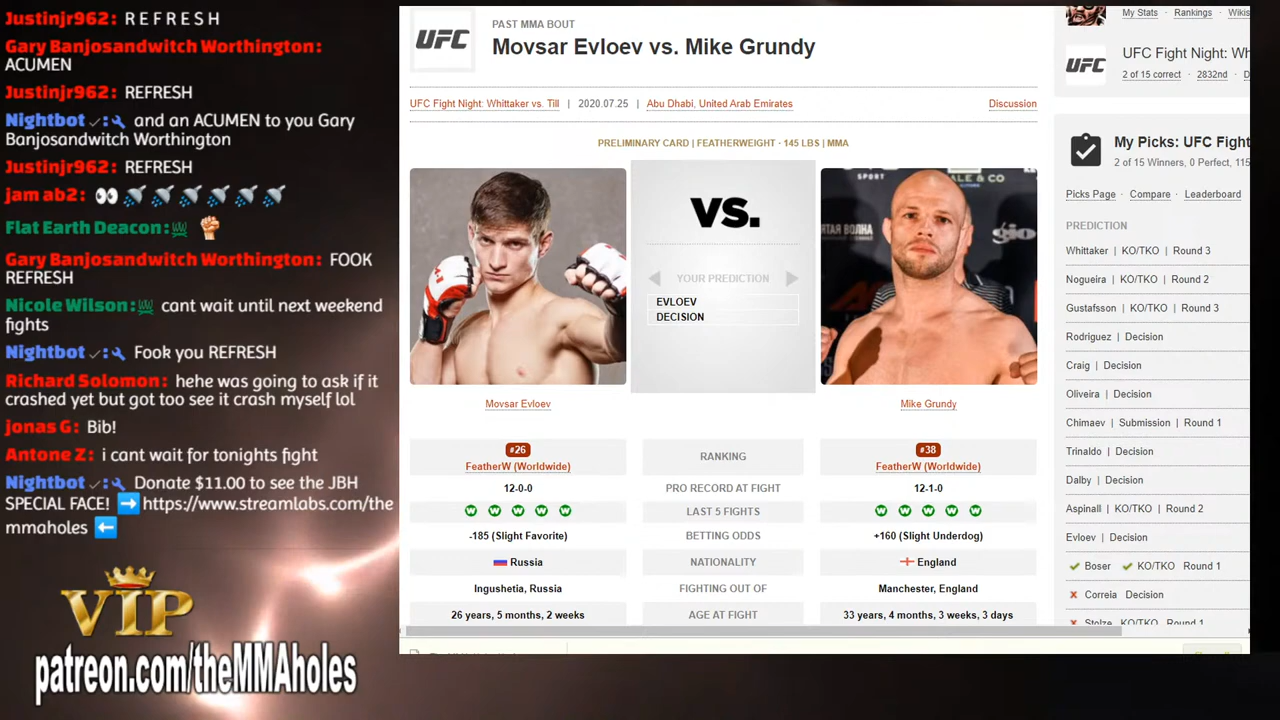 Justinjr962: R E F R E S H
Gary Banjosandwitch Worthington:
ACUMEN
Justinjr962: REFRESH
Nightbot : and an ACUMEN to you Gary
Banjosandwitch Worthington
Justinjr962: REFRESH
jam ab2:
Flat Earth Deacon:
Gary Banjosandwitch Worthington: FOOK
REFRESH
Nicole Wilson: cant wait until next weekend
fights
Nightbot : Fook you REFRESH
Richard Solomon: hehe was going to ask if it
crashed yet but got too see it crash myself lol
jonas G: Bib!
Antone Z: i cant wait for tonights fight
Nightbot : Donate $11.00 to see the JBH
SPECIAL FACE! https://www.streamlabs.com/the
mmaholes
VIP
patreon.com/theMMAholes
UFC
PAST MMA BOUT
Movsar Evloev vs. Mike Grundy
UFC Fight Night: Whittaker vs. Till | 2020.07.25 | Abu Dhabi, United Arab Emirates
Discussion
PRELIMINARY CARD | FEATHERWEIGHT · 145 LBS | MMA
VS.
YOUR PREDICTION
EVLOEV
DECISION
SPORT
ALE & CO
ЯТАЯ ВОЛНА
gio
Movsar Evloev
Mike Grundy
#26
FeatherW (Worldwide)
RANKING
#38
FeatherW (Worldwide)
12-0-0
PRO RECORD AT FIGHT
12-1-0
W W W W W
LAST 5 FIGHTS
W W W W W
-185 (Slight Favorite)
BETTING ODDS
+160 (Slight Underdog)
Russia
NATIONALITY
England
Ingushetia, Russia
FIGHTING OUT OF
Manchester, England
26 years, 5 months, 2 weeks
AGE AT FIGHT
33 years, 4 months, 3 weeks, 3 days
My Stats · Rankings · Wikis
UFC
UFC Fight Night: Wh
2 of 15 correct · 2832nd · D
My Picks: UFC Fight
2 of 15 Winners, 0 Perfect, 115
Picks Page · Compare · Leaderboard
PREDICTION
Whittaker | KO/TKO | Round 3
Nogueira | KO/TKO | Round 2
Gustafsson | KO/TKO | Round 3
Rodriguez | Decision
Craig | Decision
Oliveira | Decision
Chimaev | Submission | Round 1
Trinaldo | Decision
Dalby | Decision
Aspinall | KO/TKO | Round 2
Evloev | Decision
Boser KO/TKO Round 1
Correia Decision
Stolze KO/TKO Round 1